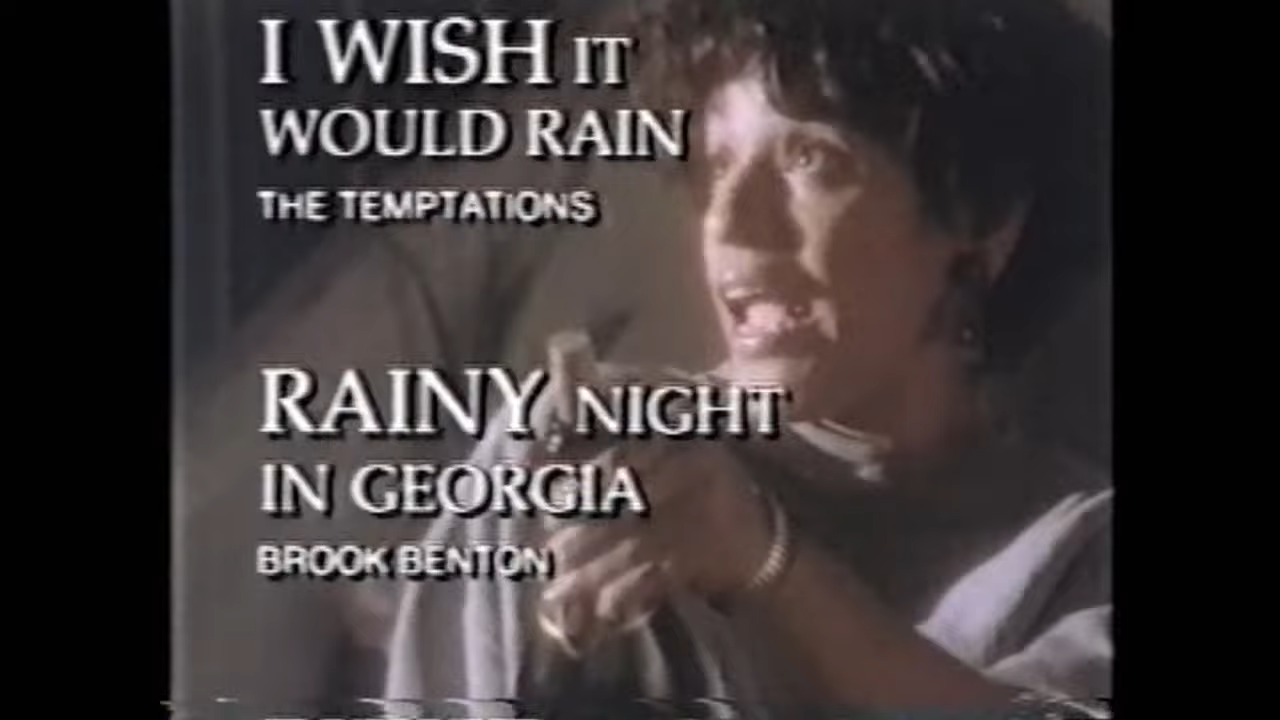 I WISH IT
WOULD RAIN
THE TEMPTATIONS
RAINY NIGHT
IN GEORGIA
BROOK BENTON